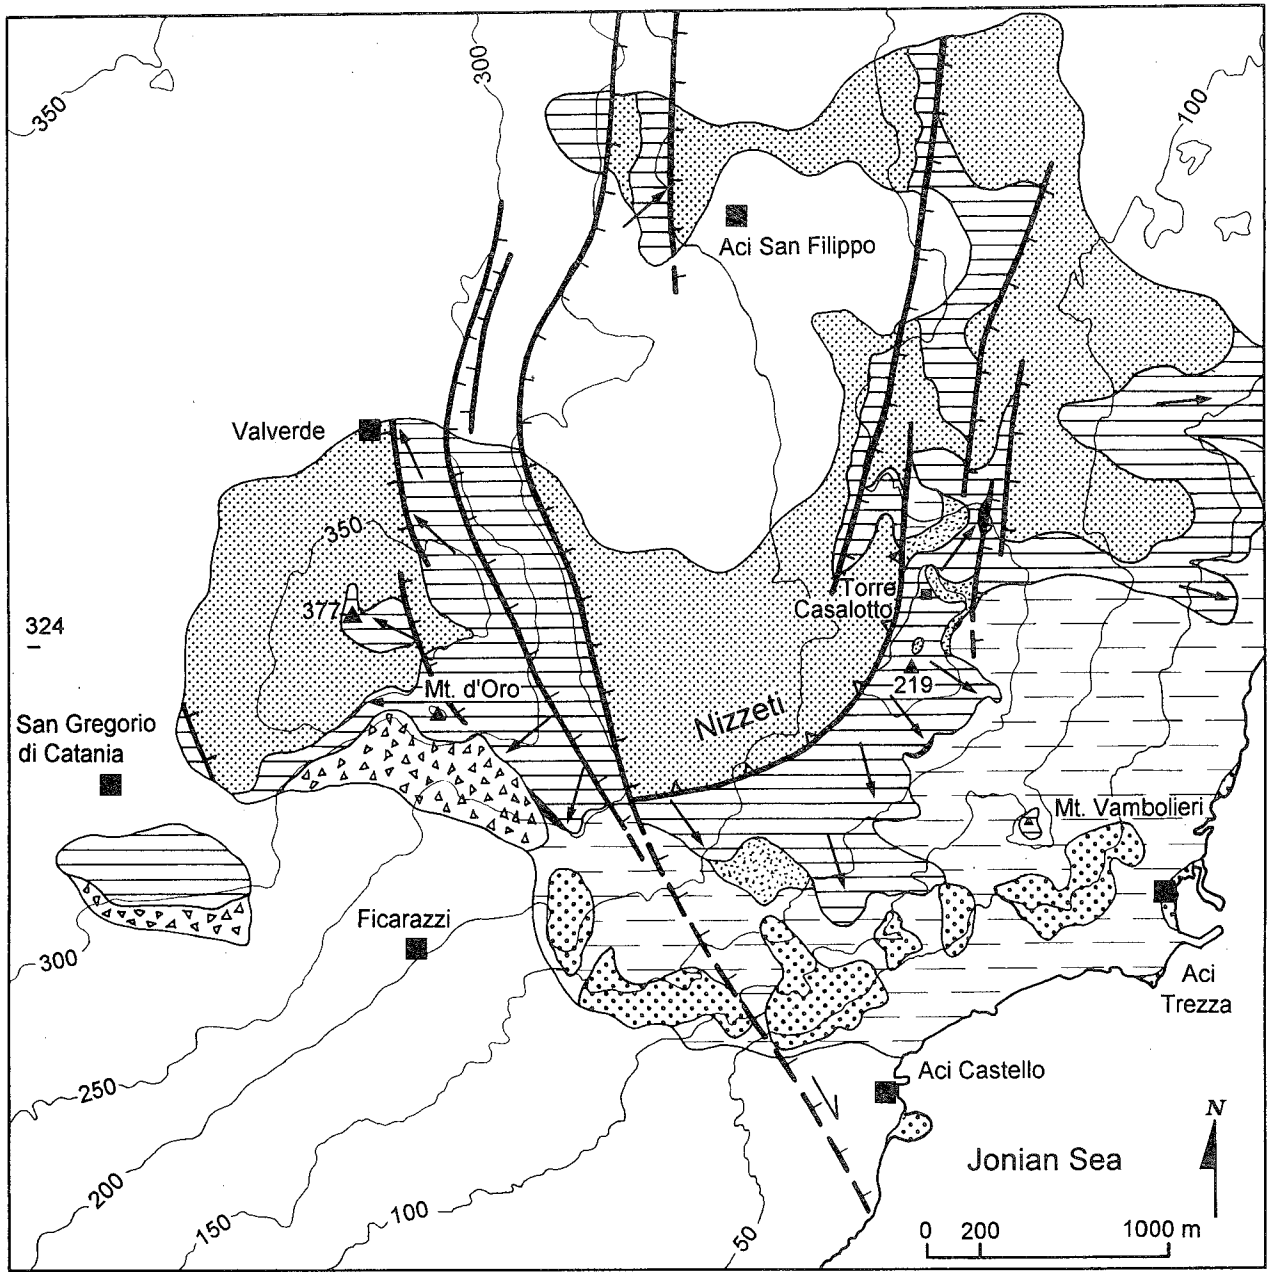 300
350
100
Aci San Filippo
Valverde
350
377
Torre
Casalotto
324
219
Mt. d'Oro
Nizzeti
San Gregorio
di Catania
Mt. Vambolieri
Ficarazzi
300
Aci
Trezza
Aci Castello
250
N
Jonian Sea
200
150
100
50
0 200 1000 m